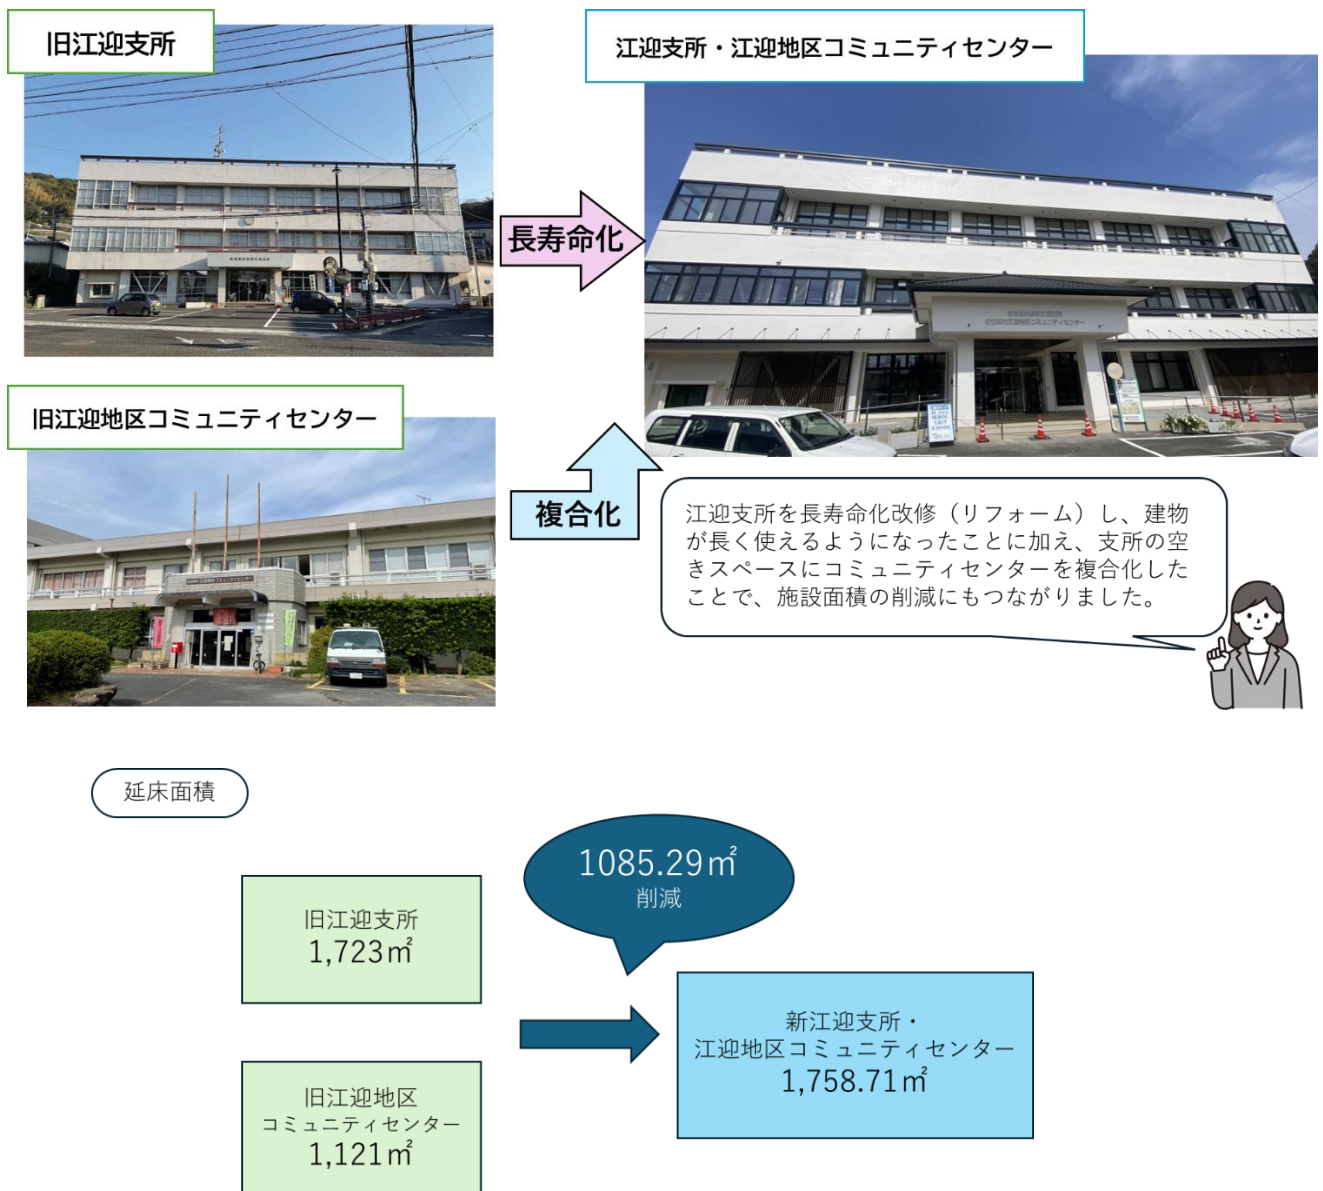 旧江迎支所
江迎支所・江迎地区コミュニティセンター
長寿命化
旧江迎地区コミュニティセンター
複合化
江迎支所を長寿命化改修（リフォーム）し、建物
が長く使えるようになったことに加え、支所の空
きスペースにコミュニティセンターを複合化した
ことで、施設面積の削減にもつながりました。
延床面積
1085.29㎡
削減
旧江迎支所
1,723㎡
新江迎支所・
江迎地区コミュニティセンター
1,758.71㎡
旧江迎地区
コミュニティセンター
1,121㎡